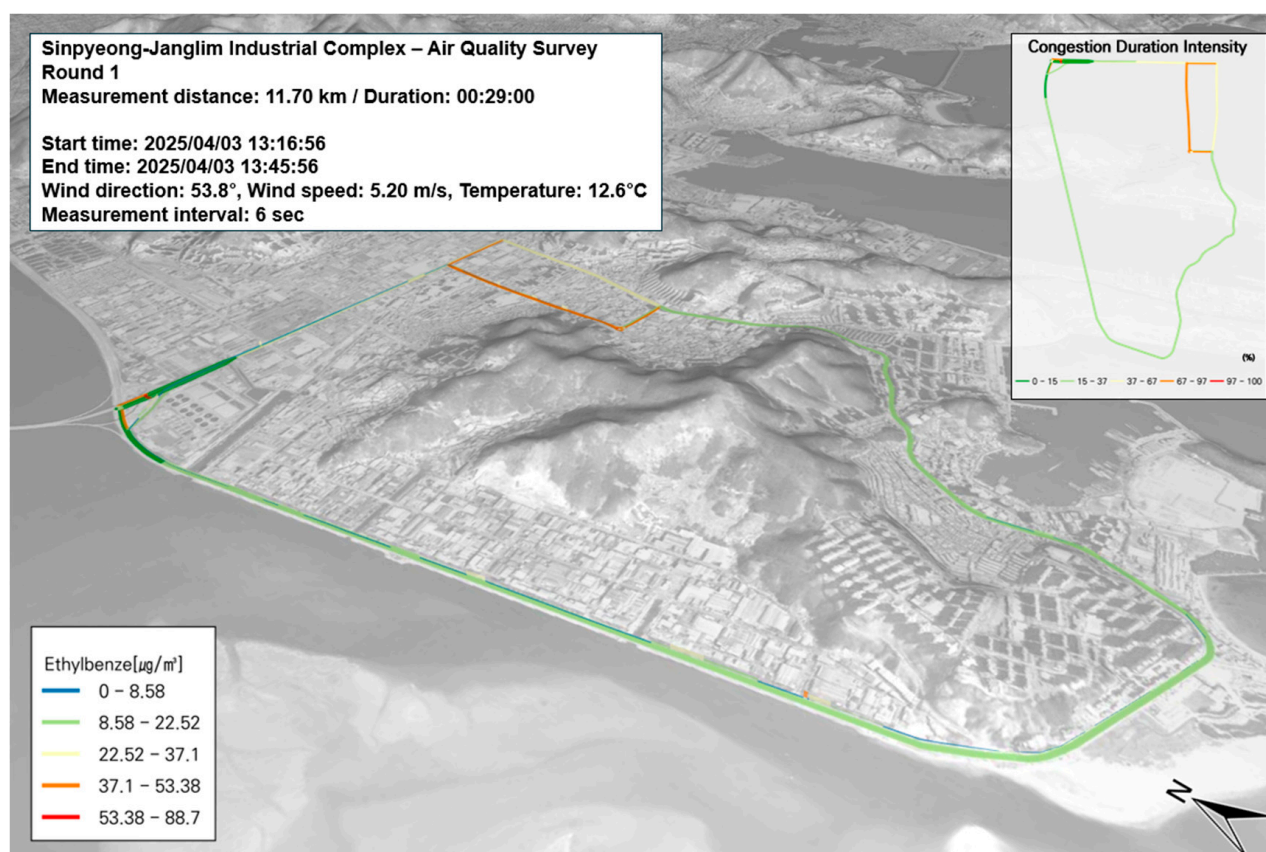 Sinpyeong-Janglim Industrial Complex – Air Quality Survey
Round 1
Measurement distance: 11.70 km / Duration: 00:29:00
Start time: 2025/04/03 13:16:56
End time: 2025/04/03 13:45:56
Wind direction: 53.8°, Wind speed: 5.20 m/s, Temperature: 12.6°C
Measurement interval: 6 sec
Congestion Duration Intensity
(%)
0 - 15 15 - 37 37 - 67 67 - 97 97 - 100
Ethylbenze[㎍/㎥]
0 - 8.58
8.58 - 22.52
22.52 - 37.1
37.1 - 53.38
53.38 - 88.7
N